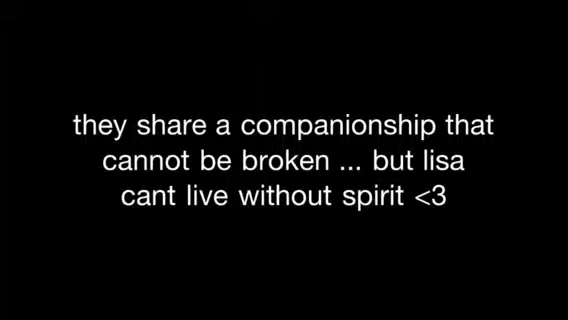 they share a companionship that
cannot be broken ... but lisa
cant live without spirit <3